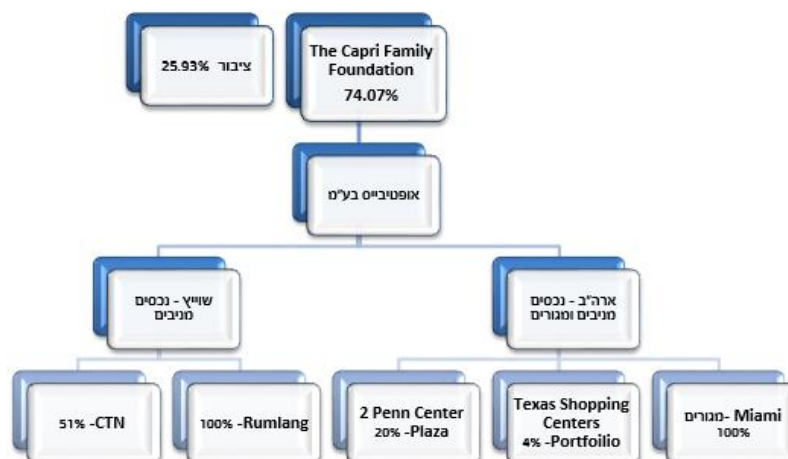 ציבור 25.93%
The Capri Family
Foundation
74.07%
אופטיבייס בע"מ
שוייץ - נכסים
מניבים
ארה"ב - נכסים
מניבים ומגורים
51% -CTN
100% -Rumlang
2 Penn Center
20% -Plaza
Texas Shopping
Centers
4% -Portfoilio
מגורים- Miami
100%